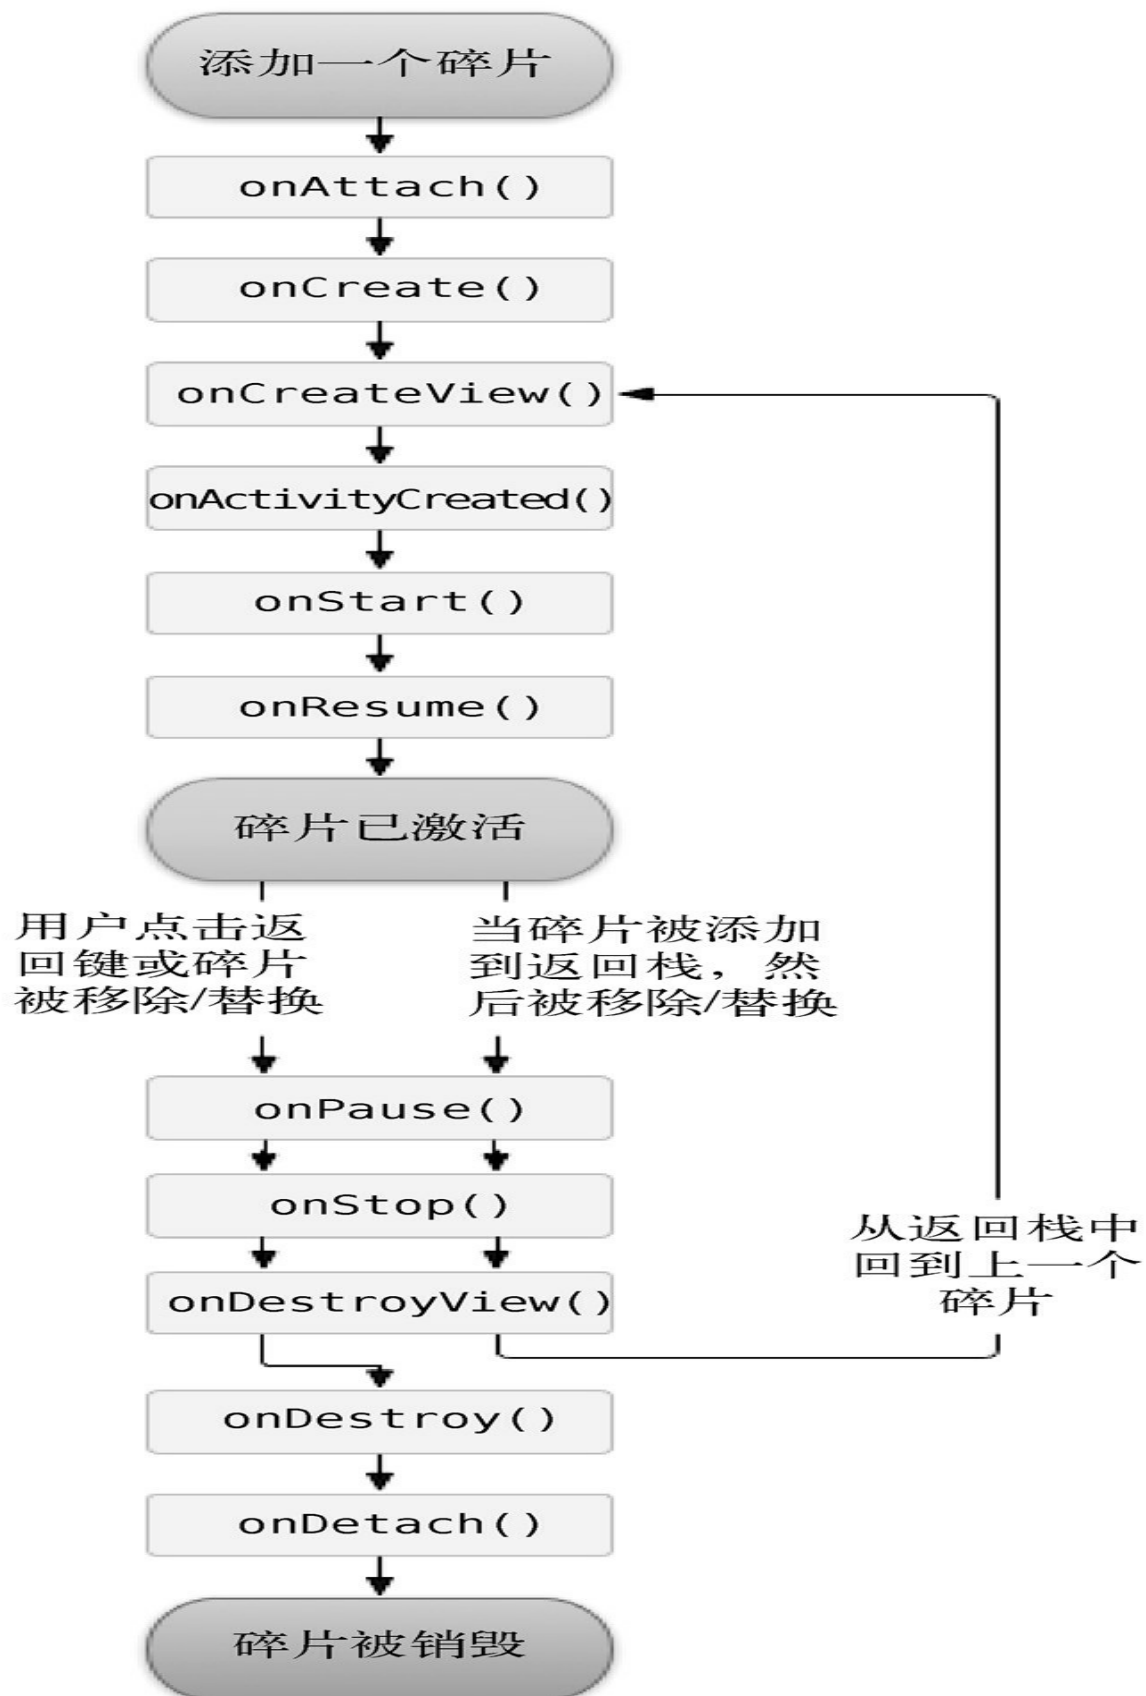 添加一个碎片
onAttach()
onCreate()
onCreateView()
onActivityCreated()
onStart()
onResume()
碎片已激活
用户点击返
回键或碎片
被移除/替换
当碎片被添加
到返回栈，然
后被移除/替换
onPause()
onStop()
onDestroyView()
从返回栈中
回到上一个
碎片
onDestroy()
onDetach()
碎片被销毁